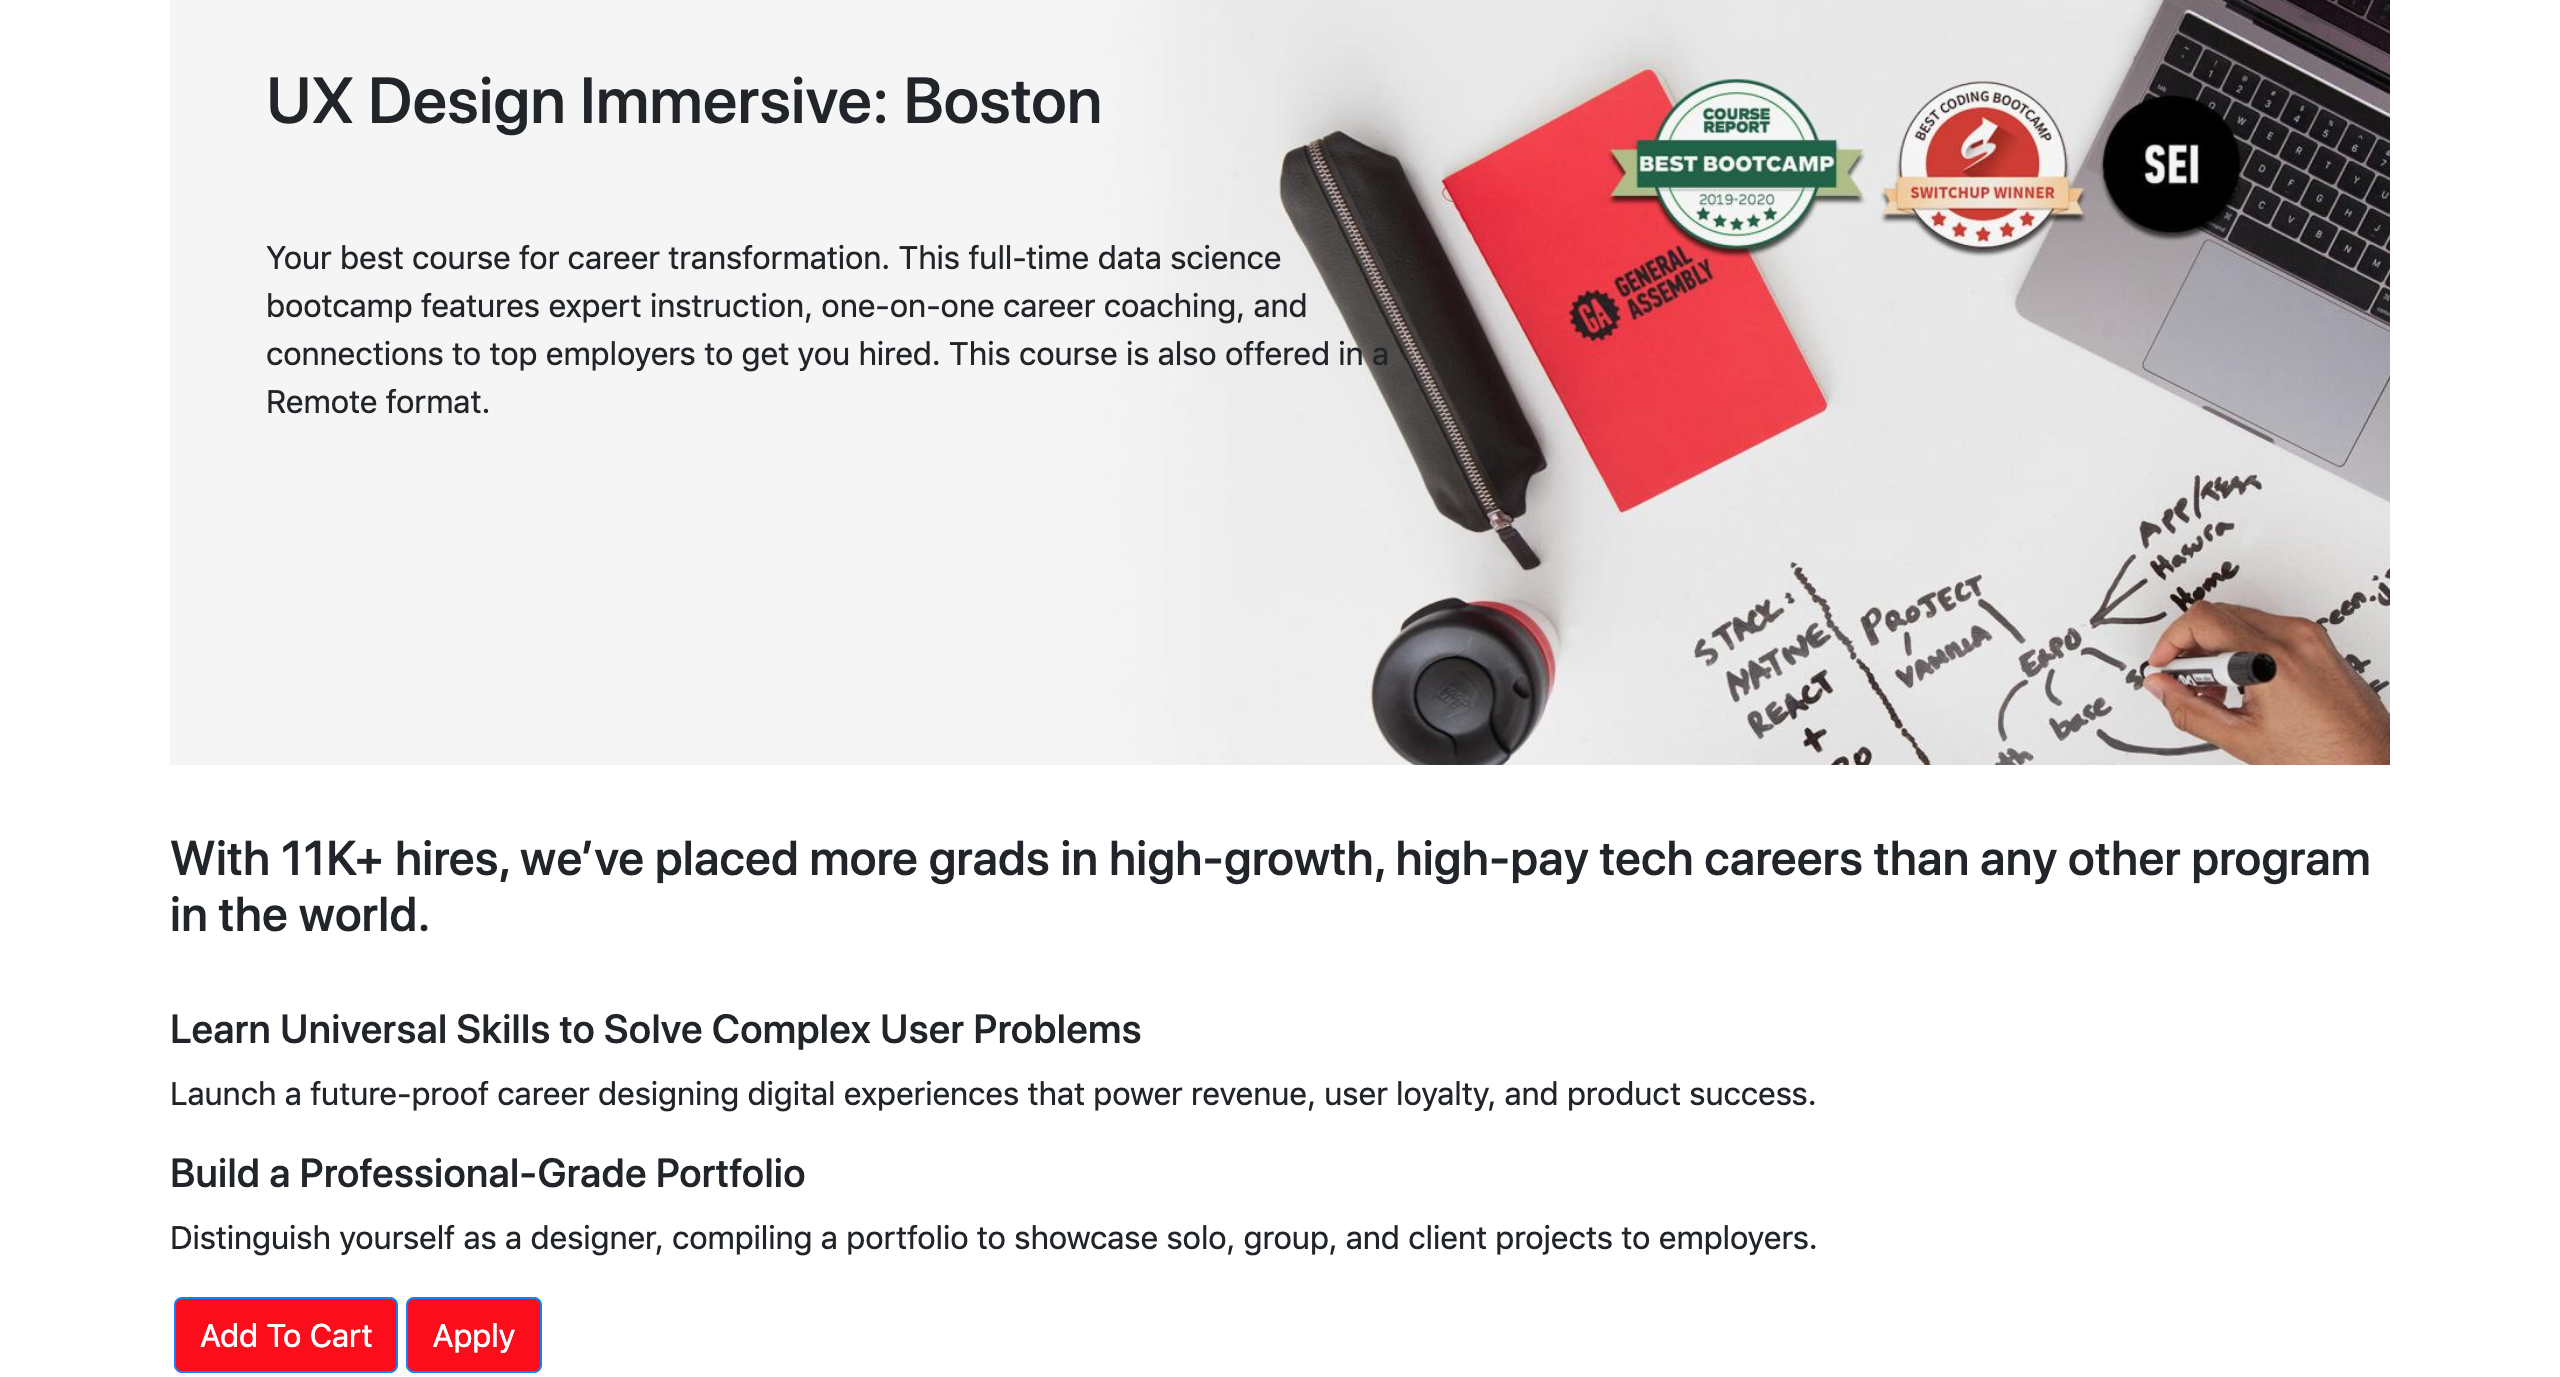 UX Design Immersive: Boston
Your best course for career transformation. This full-time data science
bootcamp features expert instruction, one-on-one career coaching, and
connections to top employers to get you hired. This course is also offered in a
Remote format.
COURSE
REPORT
BEST BOOTCAMP
2019-2020
BEST CODING BOOTCAMP
SWITCHUP WINNER
SEI
GA
GENERAL
ASSEMBLY
STACK:
NATIVE
REACT
+
PROJECT
VANILLA
EXPO
base
App/
Hasura
Home
With 11K+ hires, we’ve placed more grads in high-growth, high-pay tech careers than any other program
in the world.
Learn Universal Skills to Solve Complex User Problems
Launch a future-proof career designing digital experiences that power revenue, user loyalty, and product success.
Build a Professional-Grade Portfolio
Distinguish yourself as a designer, compiling a portfolio to showcase solo, group, and client projects to employers.
Add To Cart
Apply